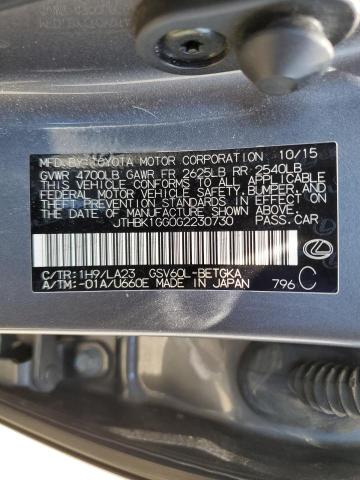 MFD. BY: TOYOTA MOTOR CORPORATION 10/15
GVWR 4700LB GAWR FR 2625LB RR 2540LB
THIS VEHICLE CONFORMS TO ALL APPLICABLE
FEDERAL MOTOR VEHICLE SAFETY, BUMPER, AND
THEFT PREVENTION STANDARDS IN EFFECT ON
THE DATE OF MANUFACTURE SHOWN ABOVE.
JTHBK1GG0G2230730 PASS. CAR
C/TR: 1H9/LA23 GSV60L-BETGKA
A/TM: -01A/U660E MADE IN JAPAN 796 C